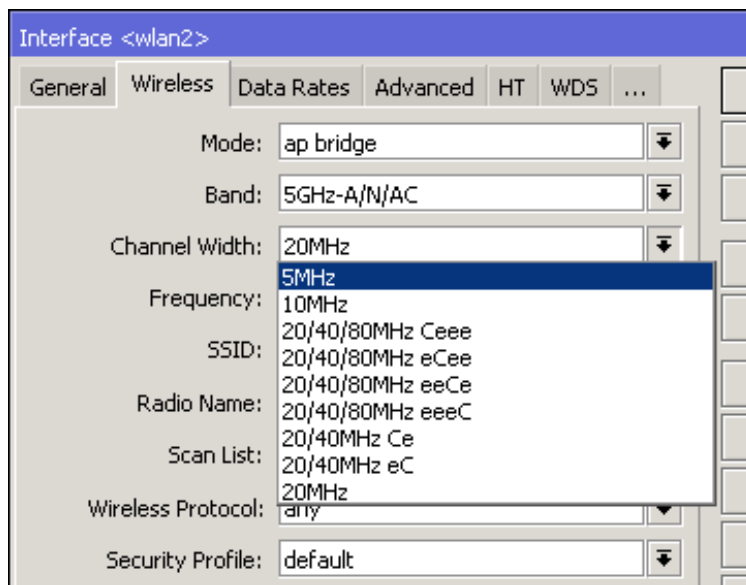 Interface <wlan2>
General Wireless Data Rates Advanced HT WDS ...
Mode: ap bridge
Band: 5GHz-A/N/AC
Channel Width: 20MHz
5MHz
Frequency:
10MHz
20/40/80MHz Ceee
SSID:
20/40/80MHz eCee
20/40/80MHz eeCe
Radio Name:
20/40/80MHz eeeC
20/40MHz Ce
Scan List:
20/40MHz eC
20MHz
Wireless Protocol: any
Security Profile: default